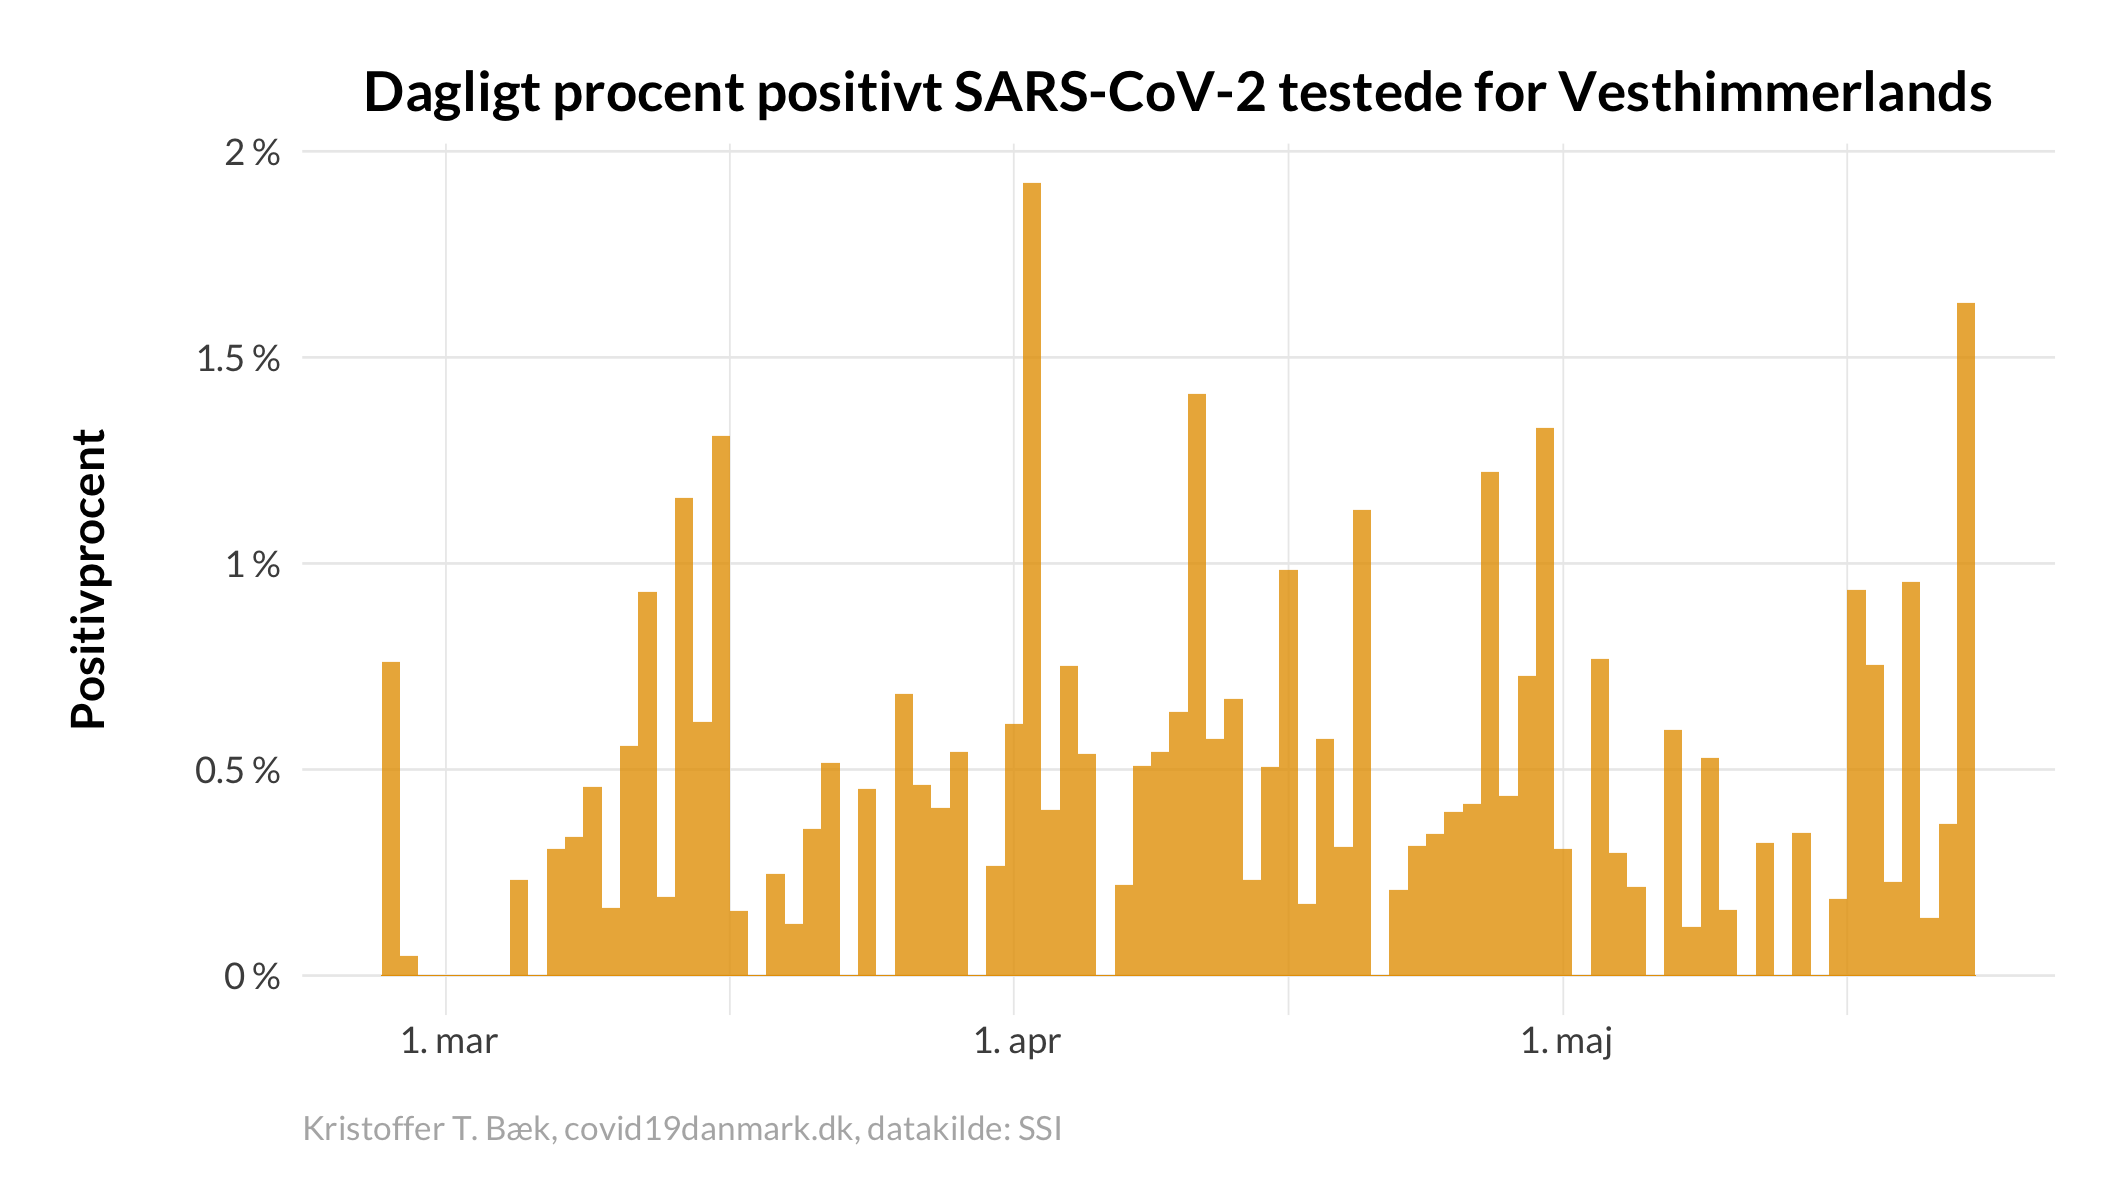 Dagligt procent positivt SARS-CoV-2 testede for Vesthimmerlands
2 %
1.5 %
1 %
0.5 %
0 %
Positivprocent
1. mar
1. apr
1. maj
Kristoffer T. Bæk, covid19danmark.dk, datakilde: SSI